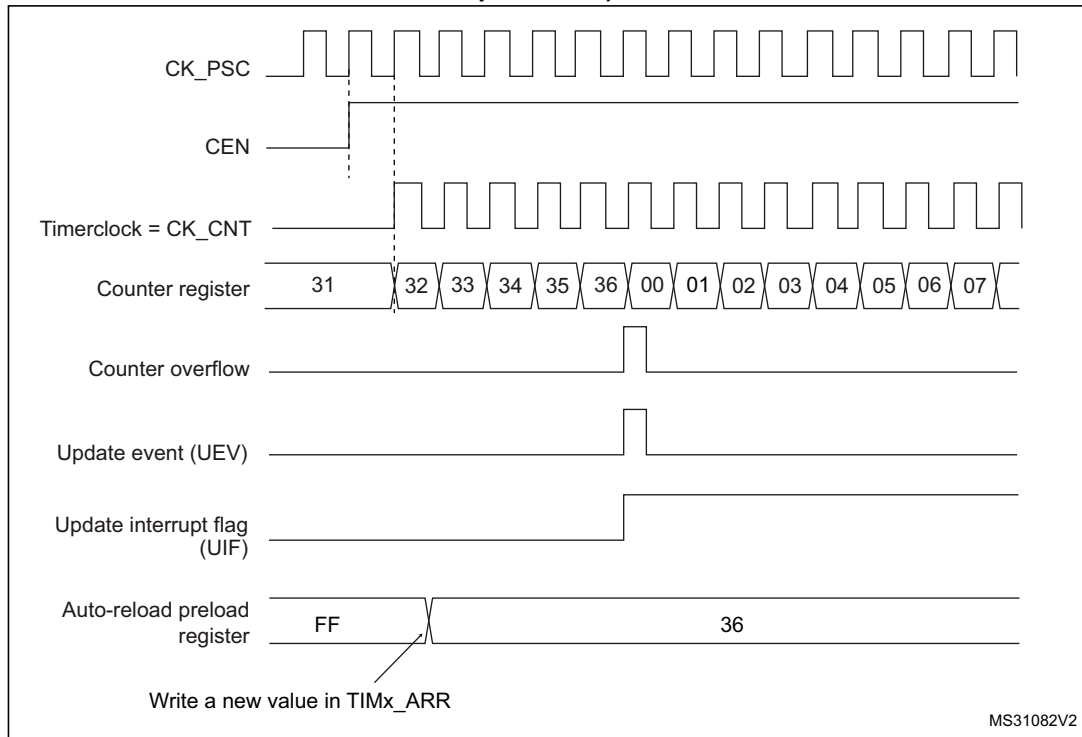 CK_PSC
CEN
Timerclock = CK_CNT
Counter register
31 32 33 34 35 36 00 01 02 03 04 05 06 07
Counter overflow
Update event (UEV)
Update interrupt flag
(UIF)
Auto-reload preload
register
FF 36
Write a new value in TIMx_ARR
MS31082V2